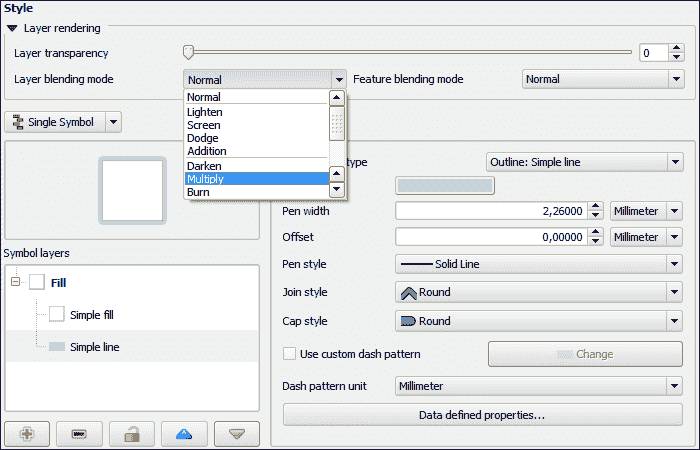 Style
Layer rendering
Layer transparency 0
Layer blending mode Normal Feature blending mode Normal
Normal
Lighten
Screen
Dodge
Addition
Darken
Multiply
Burn
Single Symbol
type Outline: Simple line
Pen width 2,26000 Millimeter
Offset 0,00000 Millimeter
Pen style Solid Line
Join style Round
Cap style Round
Use custom dash pattern Change
Dash pattern unit Millimeter
Data defined properties...
Symbol layers
Fill
Simple fill
Simple line